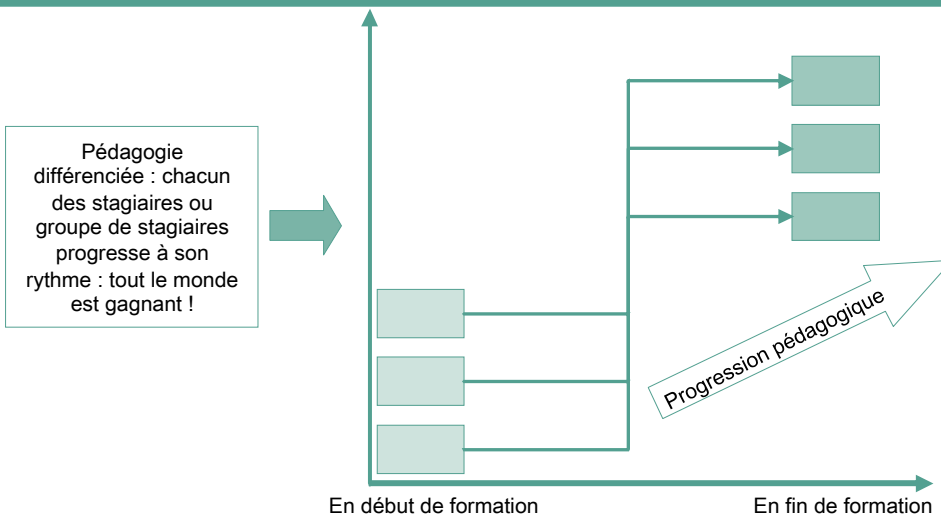 Pédagogie
différenciée : chacun
des stagiaires ou
groupe de stagiaires
progresse à son
rythme : tout le monde
est gagnant !
Progression pédagogique
En début de formation
En fin de formation